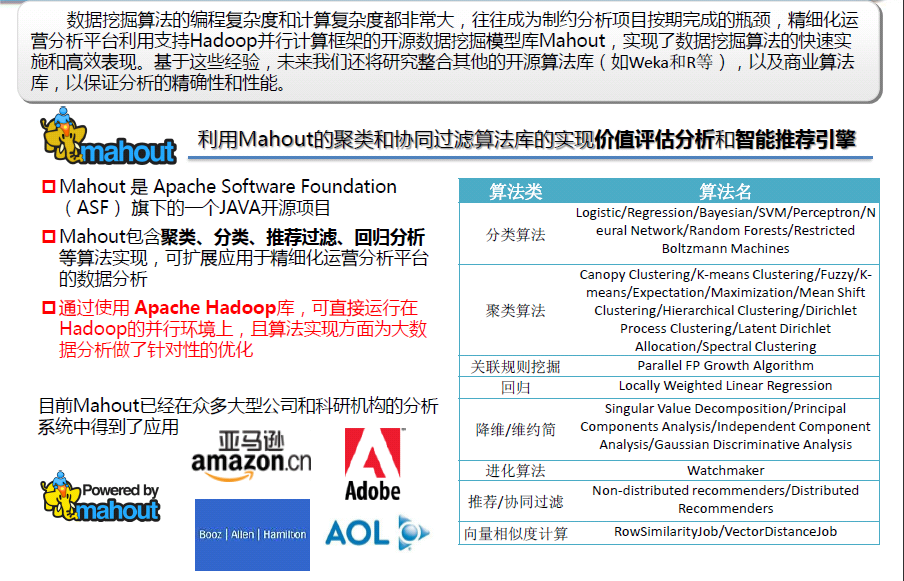 数据挖掘算法的编程复杂度和计算复杂度都非常大，往往成为制约分析项目按期完成的瓶颈，精细化运
营分析平台利用支持Hadoop并行计算框架的开源数据挖掘模型库Mahout，实现了数据挖掘算法的快速实
施和高效表现。基于这些经验，未来我们还将研究整合其他的开源算法库（如Weka和R等），以及商业算法
库，以保证分析的精确性和性能。
mahout
利用Mahout的聚类和协同过滤算法库的实现价值评估分析和智能推荐引擎
Mahout 是 Apache Software Foundation
（ASF）旗下的一个JAVA开源项目
Mahout包含聚类、分类、推荐过滤、回归分析
等算法实现，可扩展应用于精细化运营分析平台
的数据分析
通过使用 Apache Hadoop库，可直接运行在
Hadoop的并行环境上，且算法实现方面为大数
据分析做了针对性的优化
目前Mahout已经在众多大型公司和科研机构的分析
系统中得到了应用
亚马逊
amazon.cn
Adobe
Powered by
mahout
Booz | Allen | Hamilton
AOL
算法类 算法名
分类算法
Logistic/Regression/Bayesian/SVM/Perceptron/N
eural Network/Random Forests/Restricted
Boltzmann Machines
聚类算法
Canopy Clustering/K-means Clustering/Fuzzy/K-
means/Expectation/Maximization/Mean Shift
Clustering/Hierarchical Clustering/Dirichlet
Process Clustering/Latent Dirichlet
Allocation/Spectral Clustering
关联规则挖掘 Parallel FP Growth Algorithm
回归 Locally Weighted Linear Regression
降维/维约简
Singular Value Decomposition/Principal
Components Analysis/Independent Component
Analysis/Gaussian Discriminative Analysis
进化算法 Watchmaker
推荐/协同过滤
Non-distributed recommenders/Distributed
Recommenders
向量相似度计算 RowSimilarityJob/VectorDistanceJob